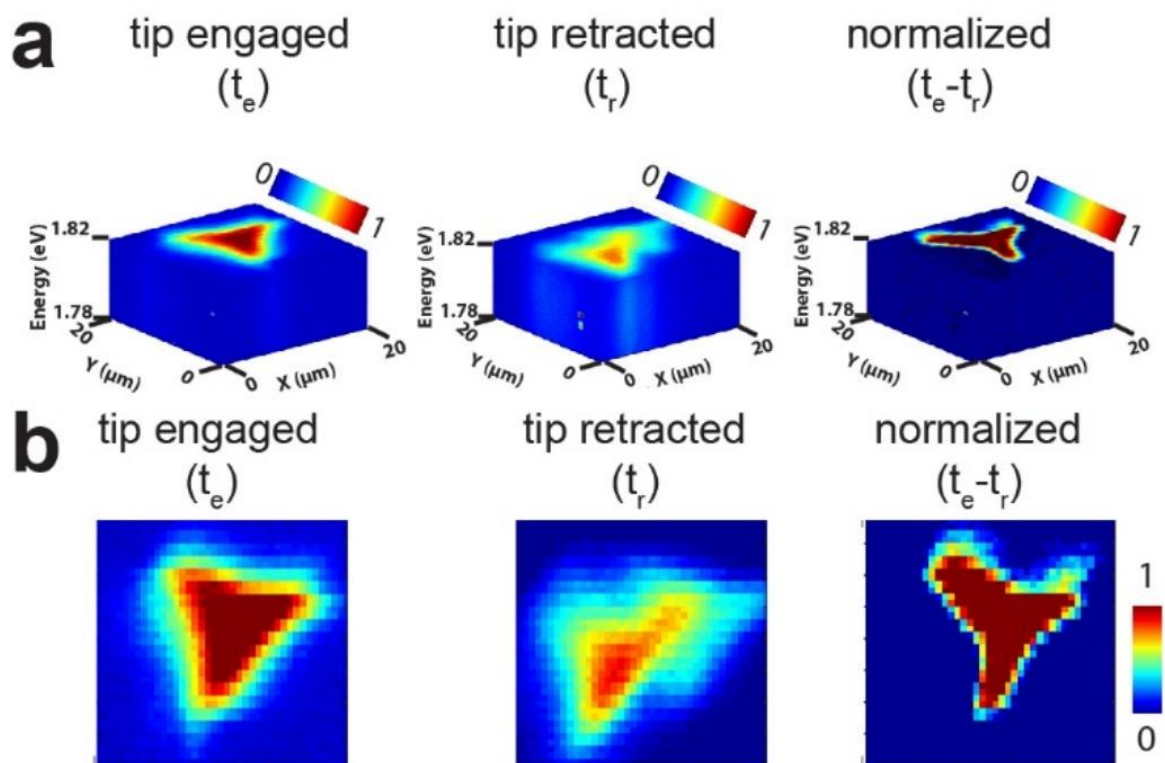 a
tip engaged
(tₑ)
tip retracted
(tᵣ)
normalized
(tₑ-tᵣ)
0
1
Energy (eV)
1.82
1.78
20
Y (μm)
0
0
X (μm)
20
0
1
Energy (eV)
1.82
1.78
20
Y (μm)
0
0
X (μm)
20
0
1
Energy (eV)
1.82
1.78
20
Y (μm)
0
0
X (μm)
20
b
tip engaged
(tₑ)
tip retracted
(tᵣ)
normalized
(tₑ-tᵣ)
1
0